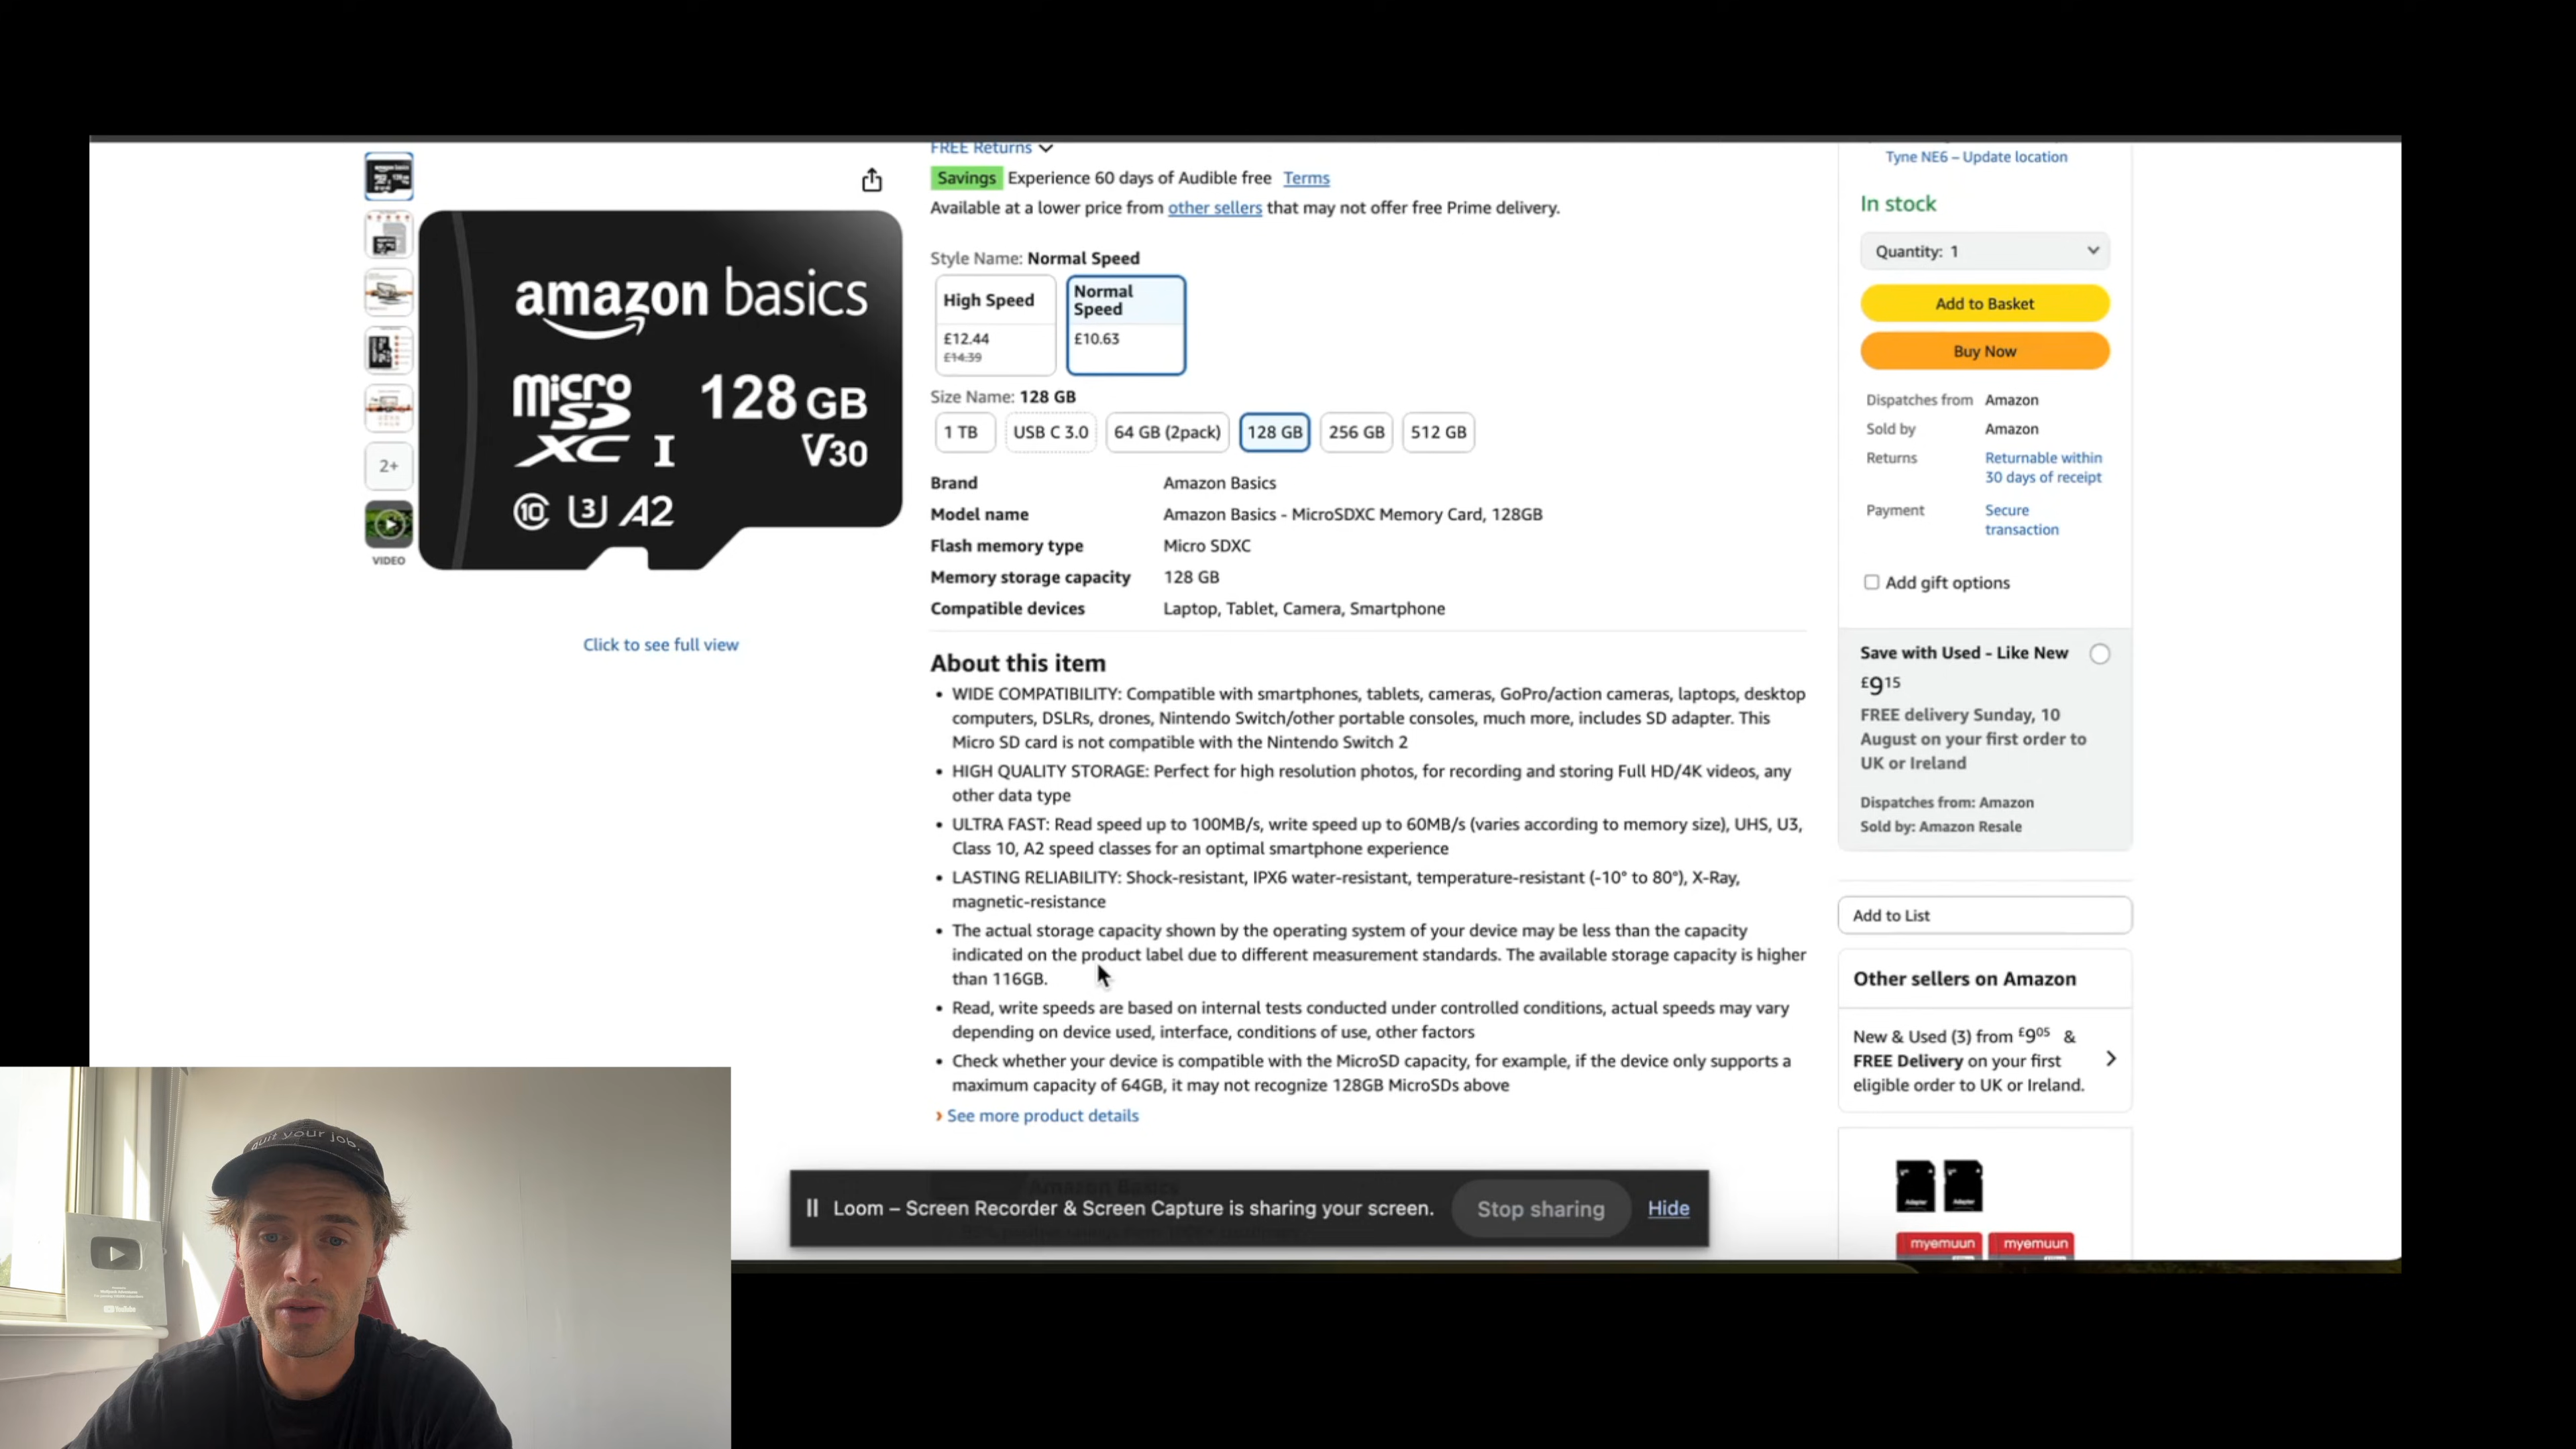 FREE Returns
Savings Experience 60 days of Audible free Terms
Available at a lower price from other sellers that may not offer free Prime delivery.
Style Name: Normal Speed
High Speed
£12.44
£14.39
Normal
Speed
£10.63
Size Name: 128 GB
1 TB
USB C 3.0
64 GB (2pack)
128 GB
256 GB
512 GB
Brand Amazon Basics
Model name Amazon Basics - MicroSDXC Memory Card, 128GB
Flash memory type Micro SDXC
Memory storage capacity 128 GB
Compatible devices Laptop, Tablet, Camera, Smartphone
About this item
• WIDE COMPATIBILITY: Compatible with smartphones, tablets, cameras, GoPro/action cameras, laptops, desktop
computers, DSLRs, drones, Nintendo Switch/other portable consoles, much more, includes SD adapter. This
Micro SD card is not compatible with the Nintendo Switch 2
• HIGH QUALITY STORAGE: Perfect for high resolution photos, for recording and storing Full HD/4K videos, any
other data type
• ULTRA FAST: Read speed up to 100MB/s, write speed up to 60MB/s (varies according to memory size), UHS, U3,
Class 10, A2 speed classes for an optimal smartphone experience
• LASTING RELIABILITY: Shock-resistant, IPX6 water-resistant, temperature-resistant (-10° to 80°), X-Ray,
magnetic-resistance
• The actual storage capacity shown by the operating system of your device may be less than the capacity
indicated on the product label due to different measurement standards. The available storage capacity is higher
than 116GB.
• Read, write speeds are based on internal tests conducted under controlled conditions, actual speeds may vary
depending on device used, interface, conditions of use, other factors
• Check whether your device is compatible with the MicroSD capacity, for example, if the device only supports a
maximum capacity of 64GB, it may not recognize 128GB MicroSDs above
› See more product details
amazon basics
micro
SD
XC I
128 GB
V30
10 U3 A2
2+
VIDEO
Click to see full view
Tyne NE6 – Update location
In stock
Quantity: 1
Add to Basket
Buy Now
Dispatches from Amazon
Sold by Amazon
Returns Returnable within
30 days of receipt
Payment Secure
transaction
Add gift options
Save with Used - Like New
£9 15
FREE delivery Sunday, 10
August on your first order to
UK or Ireland
Dispatches from: Amazon
Sold by: Amazon Resale
Add to List
Other sellers on Amazon
New & Used (3) from £9 05 &
FREE Delivery on your first
eligible order to UK or Ireland.
Adapter
Adapter
myemuun
myemuun
Amazon Basics
Loom – Screen Recorder & Screen Capture is sharing your screen.
Stop sharing
Hide
quit your job.
YouTube